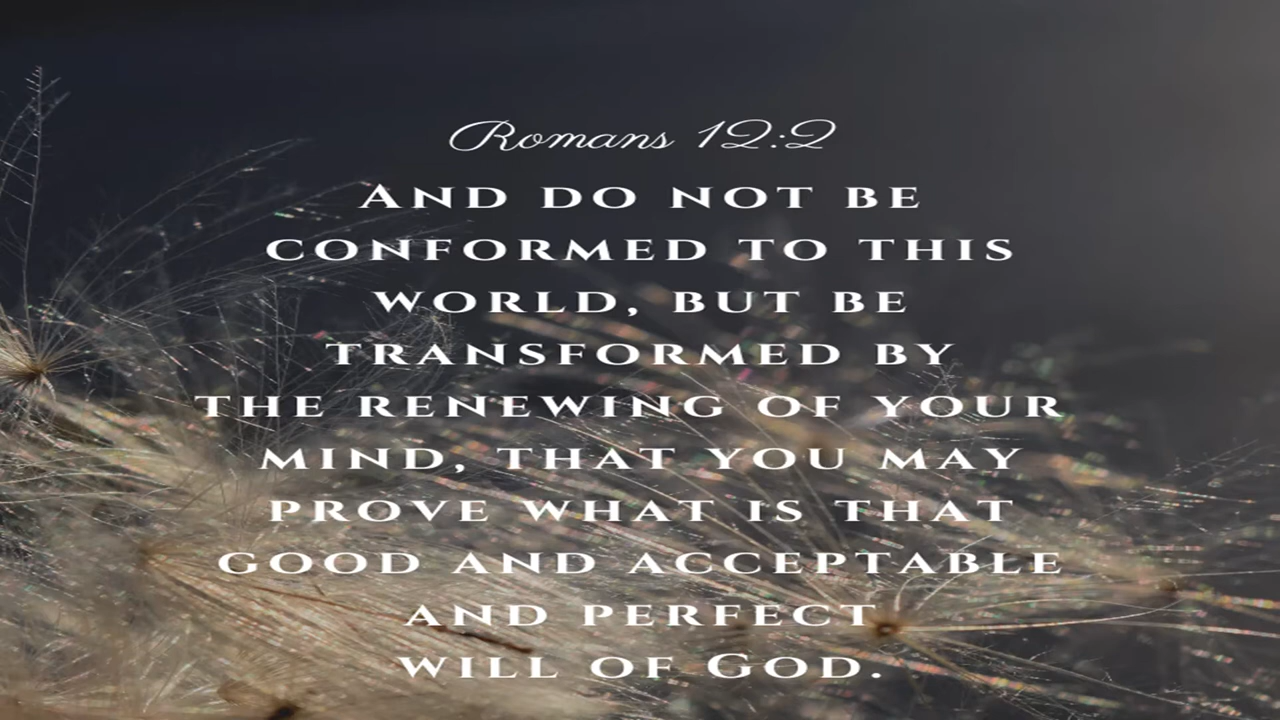 Romans 12:2
AND DO NOT BE
CONFORMED TO THIS
WORLD, BUT BE
TRANSFORMED BY
THE RENEWING OF YOUR
MIND, THAT YOU MAY
PROVE WHAT IS THAT
GOOD AND ACCEPTABLE
AND PERFECT
WILL OF GOD.